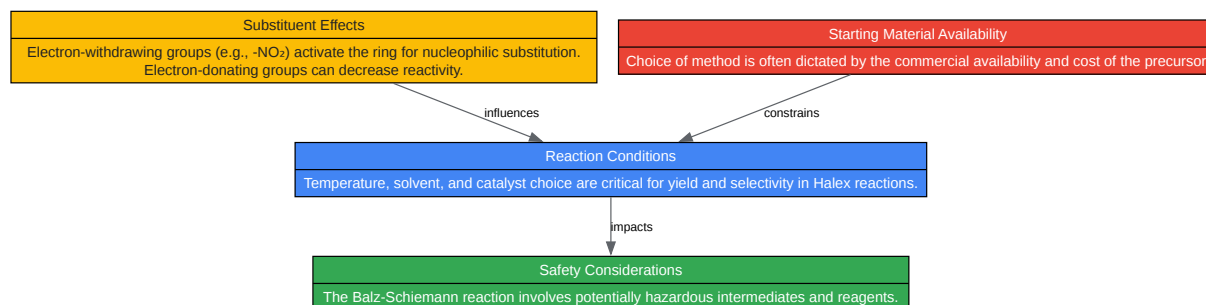 Substituent Effects
Electron-withdrawing groups (e.g., -NO₂) activate the ring for nucleophilic substitution.
Electron-donating groups can decrease reactivity.
Starting Material Availability
Choice of method is often dictated by the commercial availability and cost of the precursor
influences
constrains
Reaction Conditions
Temperature, solvent, and catalyst choice are critical for yield and selectivity in Halex reactions.
impacts
Safety Considerations
The Balz-Schiemann reaction involves potentially hazardous intermediates and reagents.